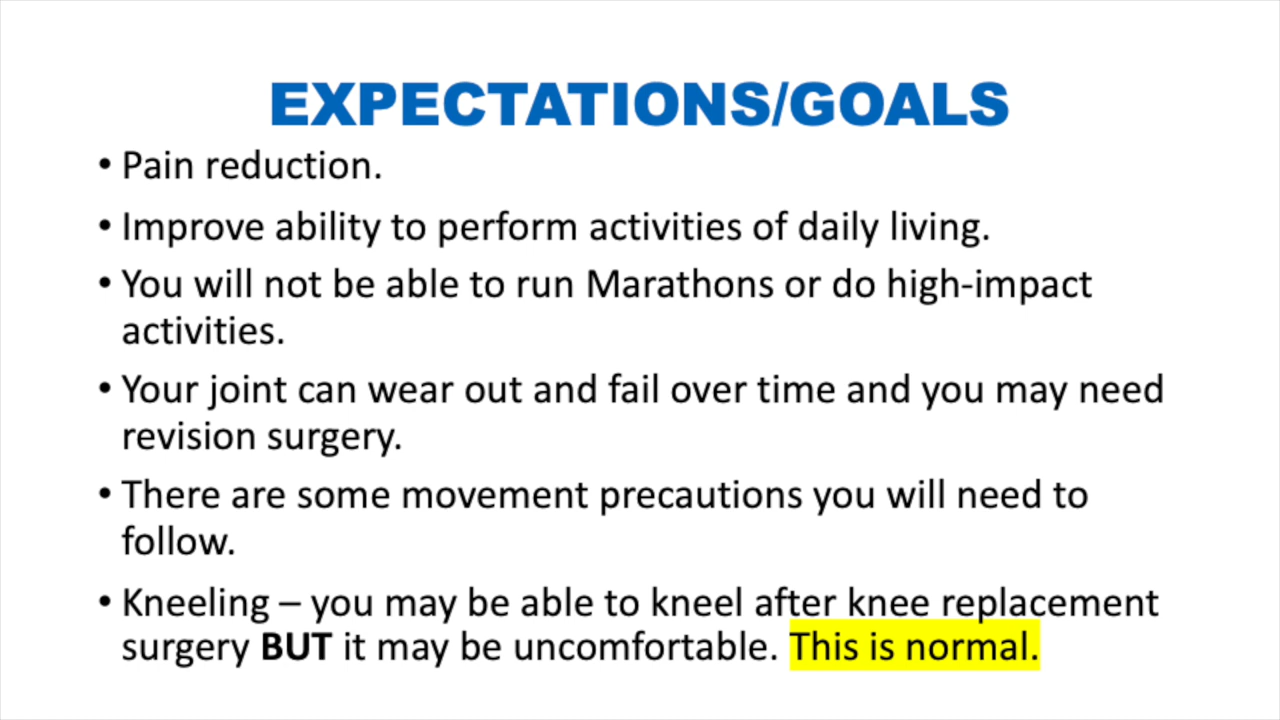 EXPECTATIONS/GOALS
• Pain reduction.
• Improve ability to perform activities of daily living.
• You will not be able to run Marathons or do high-impact
activities.
• Your joint can wear out and fail over time and you may need
revision surgery.
• There are some movement precautions you will need to
follow.
• Kneeling – you may be able to kneel after knee replacement
surgery BUT it may be uncomfortable. This is normal.